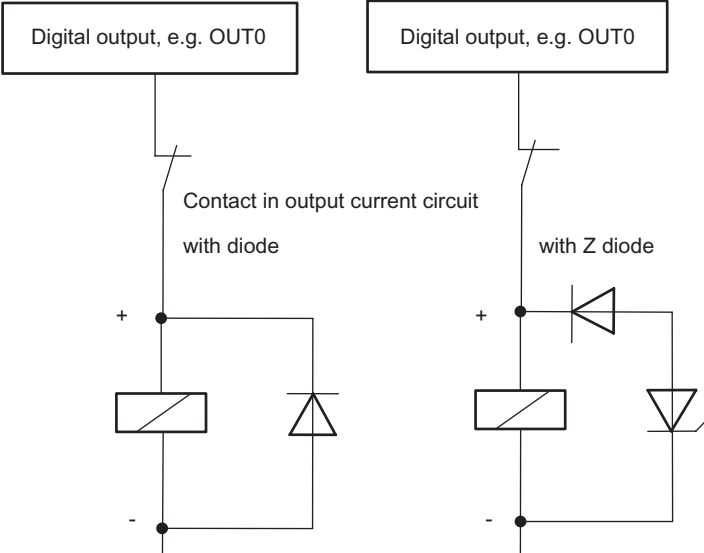 Digital output, e.g. OUT0
Digital output, e.g. OUT0
Contact in output current circuit
with diode
with Z diode
+
+
-
-